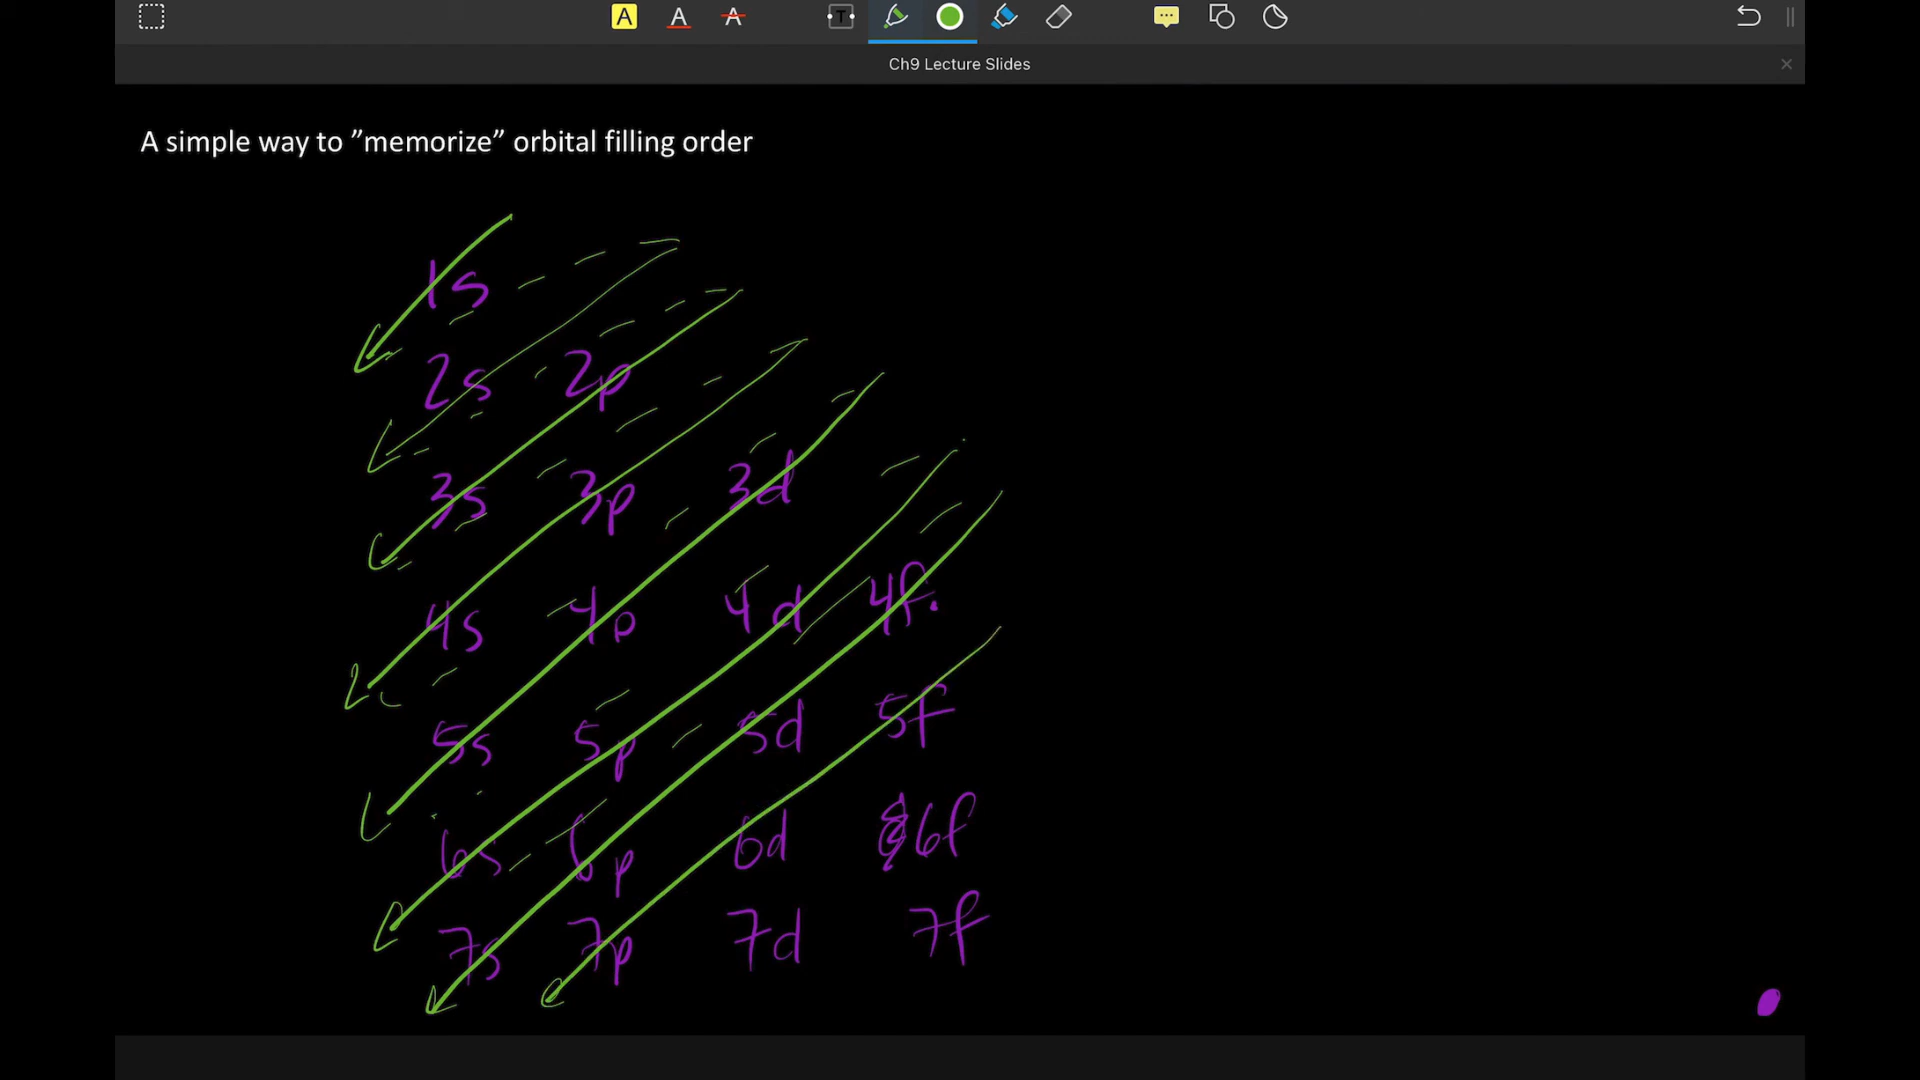 A A A T
Ch9 Lecture Slides
A simple way to ”memorize” orbital filling order
1s
2s 2p
3s 3p 3d
4s 4p 4d 4f
5s 5p 5d 5f
6s 6p 6d 6f
7s 7p 7d 7f